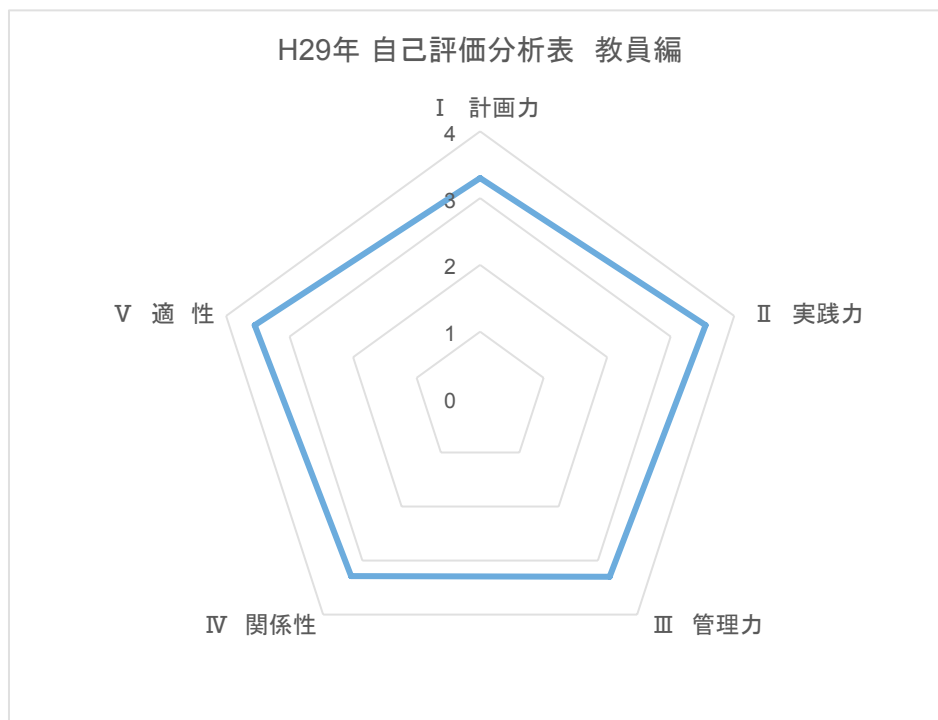 H29年 自己評価分析表　教員編
Ⅰ　計画力
4
3
2
1
0
Ⅴ　適　性
Ⅱ　実践力
Ⅳ　関係性
Ⅲ　管理力